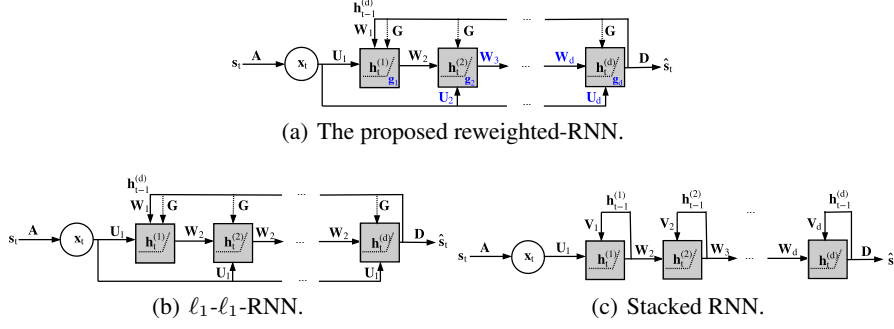 h_{t-1}^{(d)}
W_1 G G ... G
s_t A x_t U_1 h_t^{(1)} g_1 W_2 h_t^{(2)} g_2 W_3 ... W_d h_t^{(d)} g_d D ŝ_t
U_2 ... U_d
(a) The proposed reweighted-RNN.
h_{t-1}^{(d)}
W_1 G G ... G
s_t A x_t U_1 h_t^{(1)} W_2 h_t^{(2)} W_2 ... W_2 h_t^{(d)} D ŝ_t
U_1 ... U_1
(b) ℓ_1-ℓ_1-RNN.
h_{t-1}^{(1)} h_{t-1}^{(2)} ... h_{t-1}^{(d)}
V_1 V_2 V_d
s_t A x_t U_1 h_t^{(1)} W_2 h_t^{(2)} W_3 ... W_d h_t^{(d)} D ŝ
(c) Stacked RNN.